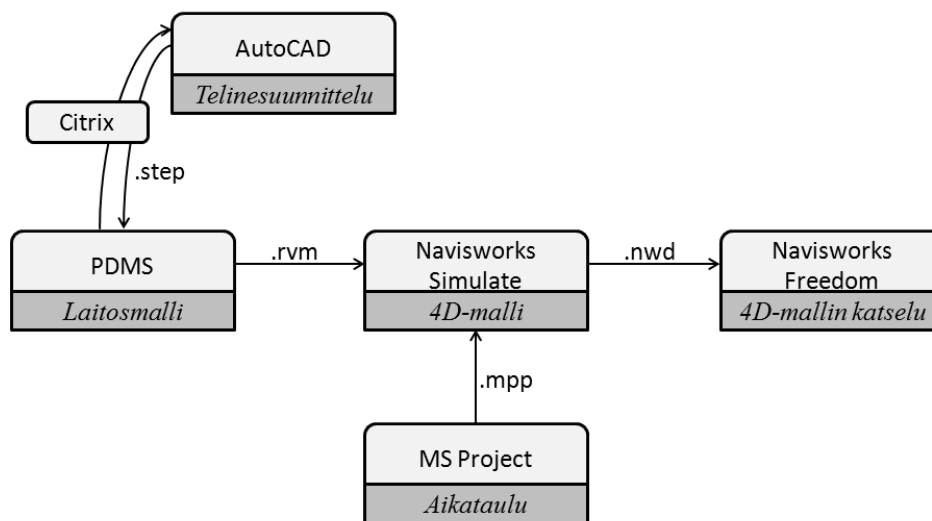 AutoCAD
Telinesuunnittelu
Citrix
.step
PDMS
Laitosmalli
.rvm
Navisworks
Simulate
4D-malli
.nwd
Navisworks
Freedom
4D-mallin katselu
.mpp
MS Project
Aikataulu